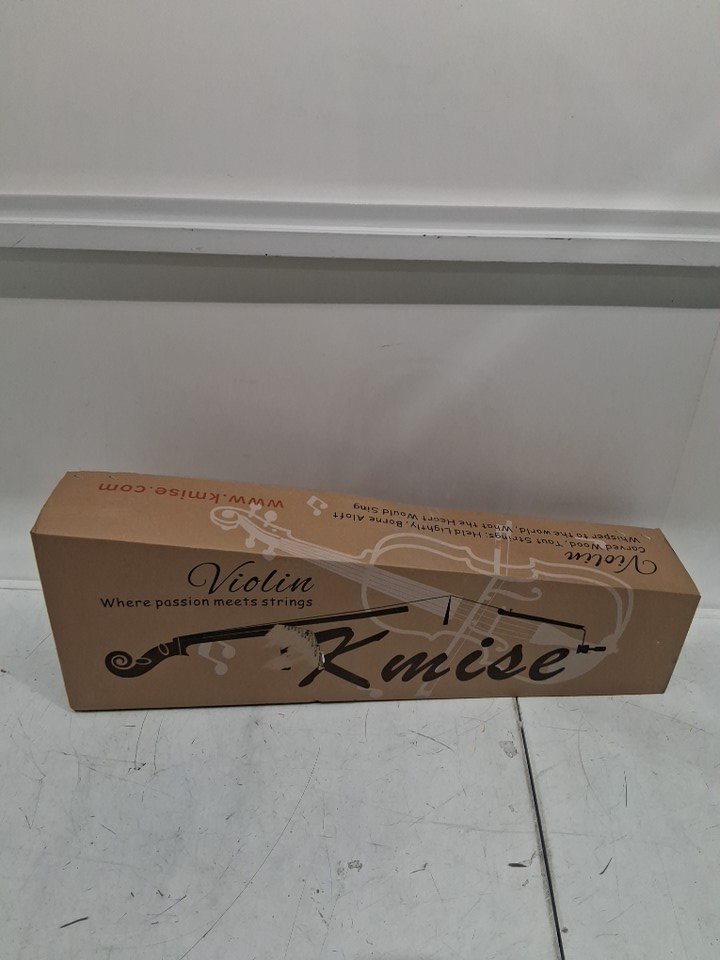 www.kmise.com
Violin
Carved Wood, Taut Strings; Held Lightly, Borne Aloft
Whisper to the world, What the Heart Would Sing
Violin
Where passion meets strings
Kmise